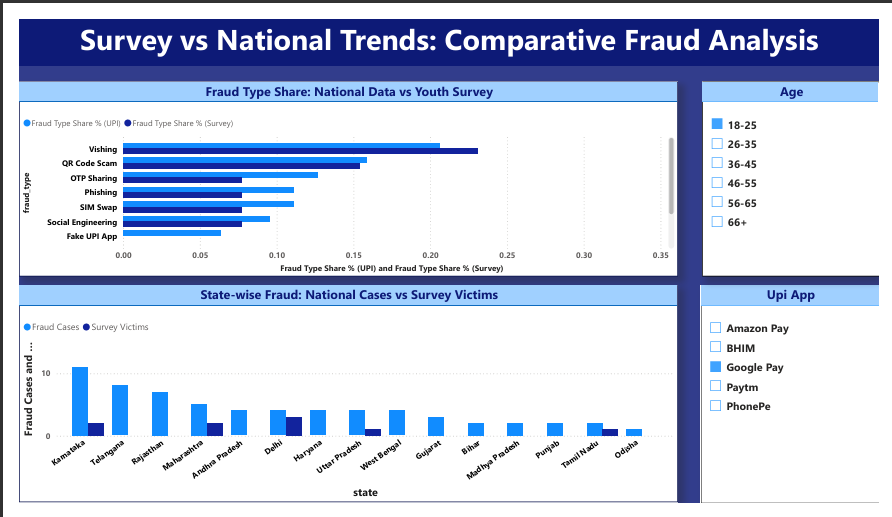 Survey vs National Trends: Comparative Fraud Analysis
Fraud Type Share: National Data vs Youth Survey
Fraud Type Share % (UPI) Fraud Type Share % (Survey)
fraud_type
Vishing
QR Code Scam
OTP Sharing
Phishing
SIM Swap
Social Engineering
Fake UPI App
0.00 0.05 0.10 0.15 0.20 0.25 0.30 0.35
Fraud Type Share % (UPI) and Fraud Type Share % (Survey)
Age
18-25
26-35
36-45
46-55
56-65
66+
State-wise Fraud: National Cases vs Survey Victims
Fraud Cases Survey Victims
Fraud Cases and ...
10
0
Karnataka Telangana Rajasthan Maharashtra Andhra Pradesh Delhi Haryana Uttar Pradesh West Bengal Gujarat Bihar Madhya Pradesh Punjab Tamil Nadu Odisha
state
Upi App
Amazon Pay
BHIM
Google Pay
Paytm
PhonePe